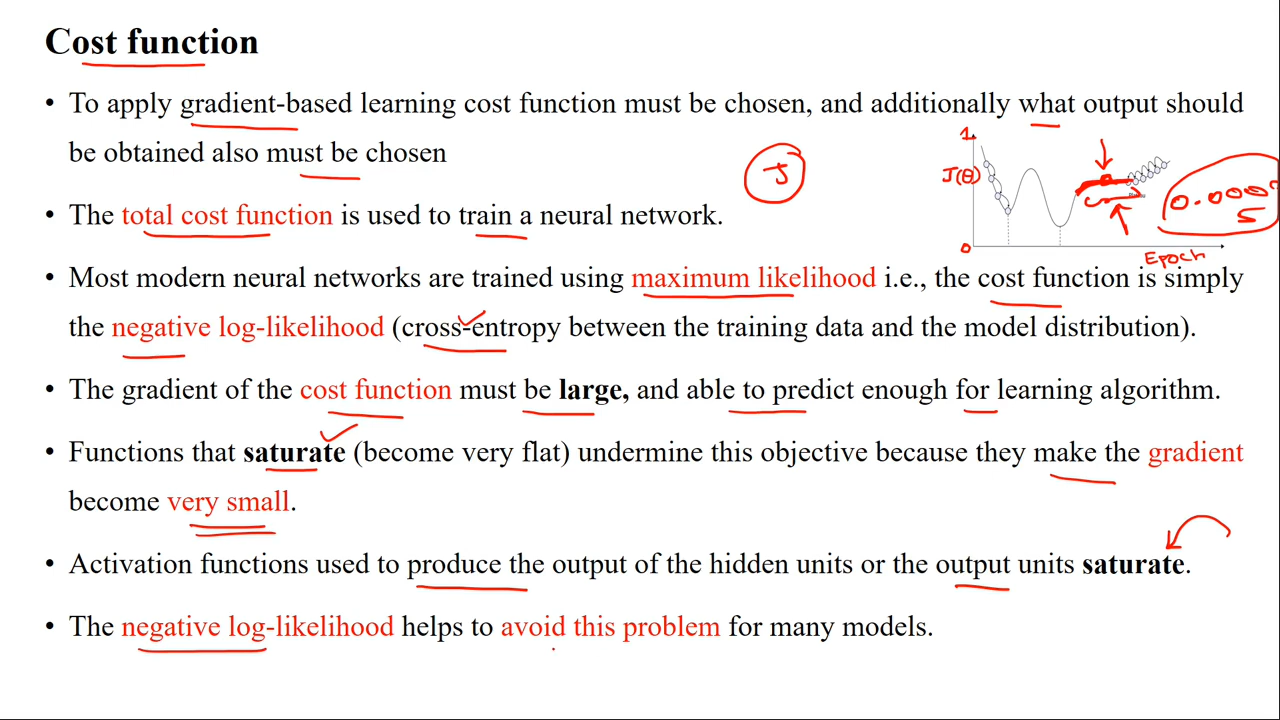 Cost function
• To apply gradient-based learning cost function must be chosen, and additionally what output should
be obtained also must be chosen
1
J
J(θ)
0.000
5
0
Epoch
• The total cost function is used to train a neural network.
• Most modern neural networks are trained using maximum likelihood i.e., the cost function is simply
the negative log-likelihood (cross-entropy between the training data and the model distribution).
• The gradient of the cost function must be large, and able to predict enough for learning algorithm.
• Functions that saturate (become very flat) undermine this objective because they make the gradient
become very small.
• Activation functions used to produce the output of the hidden units or the output units saturate.
• The negative log-likelihood helps to avoid this problem for many models.